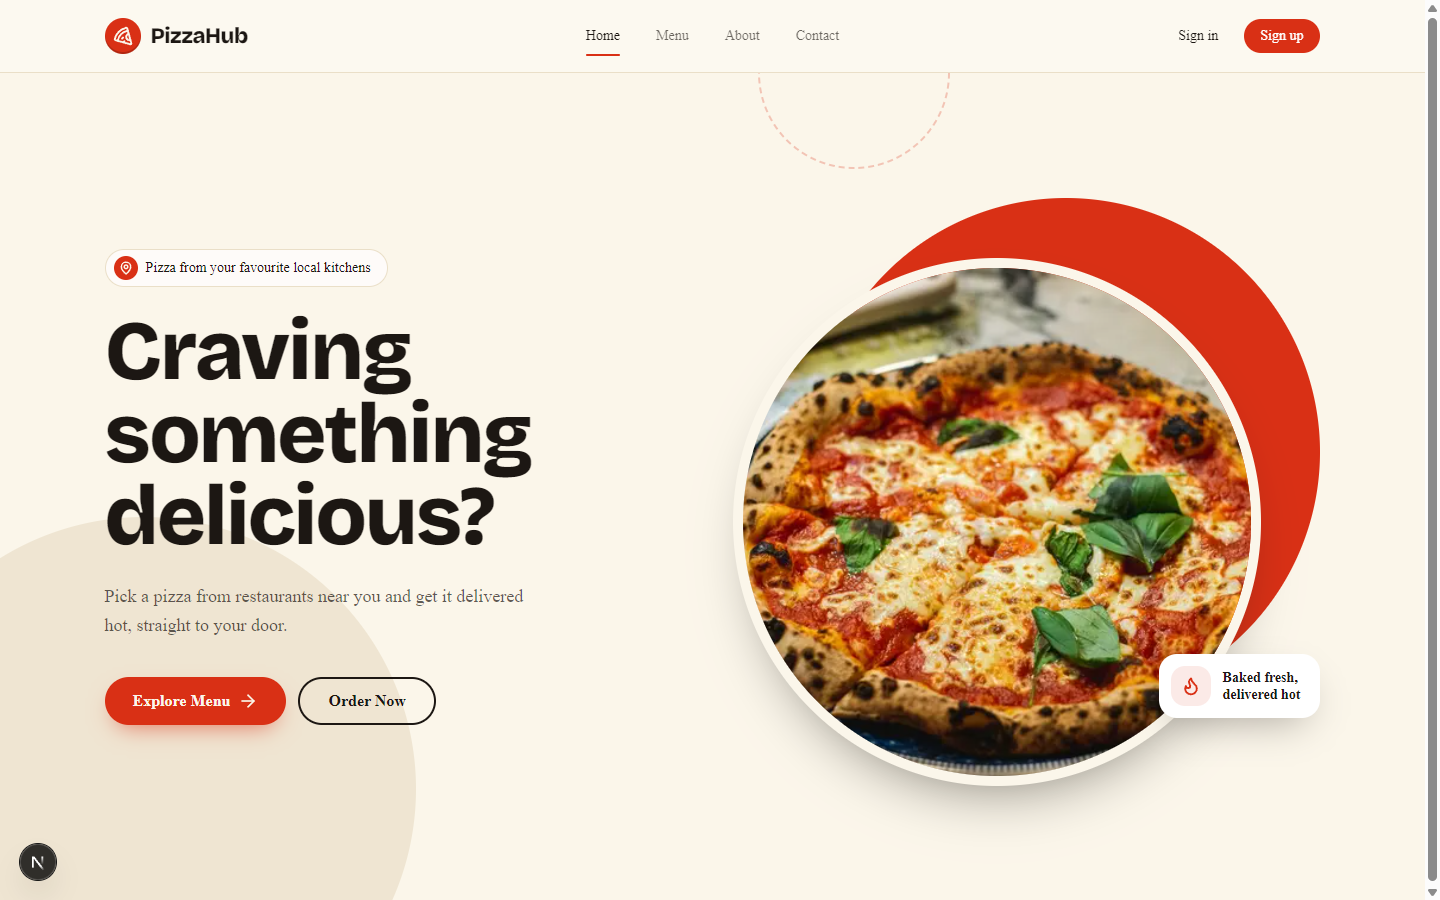 PizzaHub
Home
Menu
About
Contact
Sign in
Sign up
Pizza from your favourite local kitchens
Craving
something
delicious?
Pick a pizza from restaurants near you and get it delivered
hot, straight to your door.
Explore Menu
Order Now
Baked fresh,
delivered hot
N